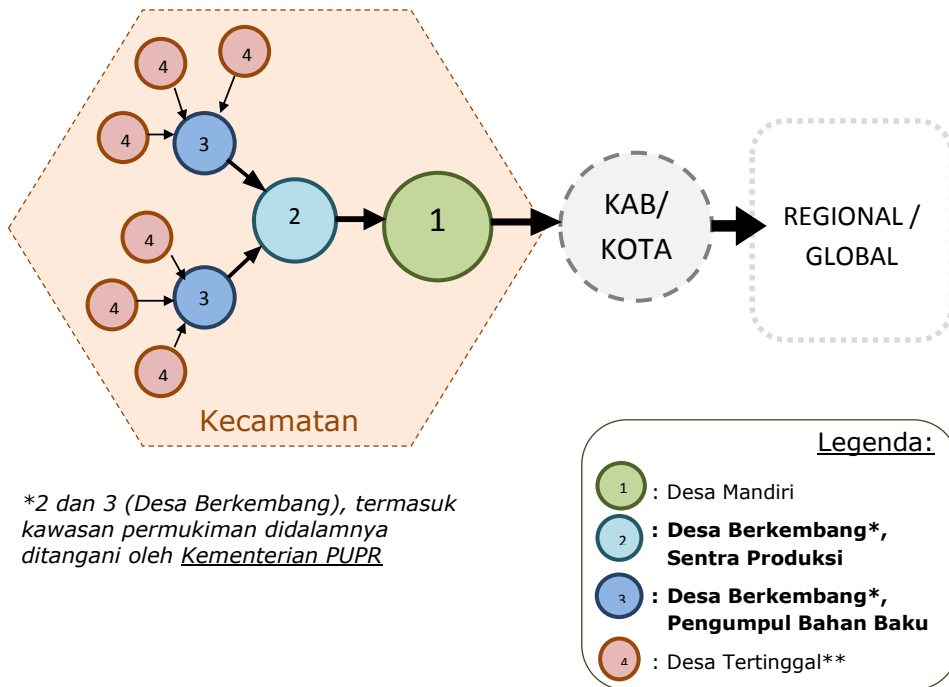 4
4
4
4
3
2
1
KAB/
KOTA
REGIONAL /
GLOBAL
4
4
3
4
Kecamatan
*2 dan 3 (Desa Berkembang), termasuk
kawasan permukiman didalamnya
ditangani oleh Kementerian PUPR
Legenda:
1 : Desa Mandiri
2 : Desa Berkembang*,
Sentra Produksi
3 : Desa Berkembang*,
Pengumpul Bahan Baku
4 : Desa Tertinggal**